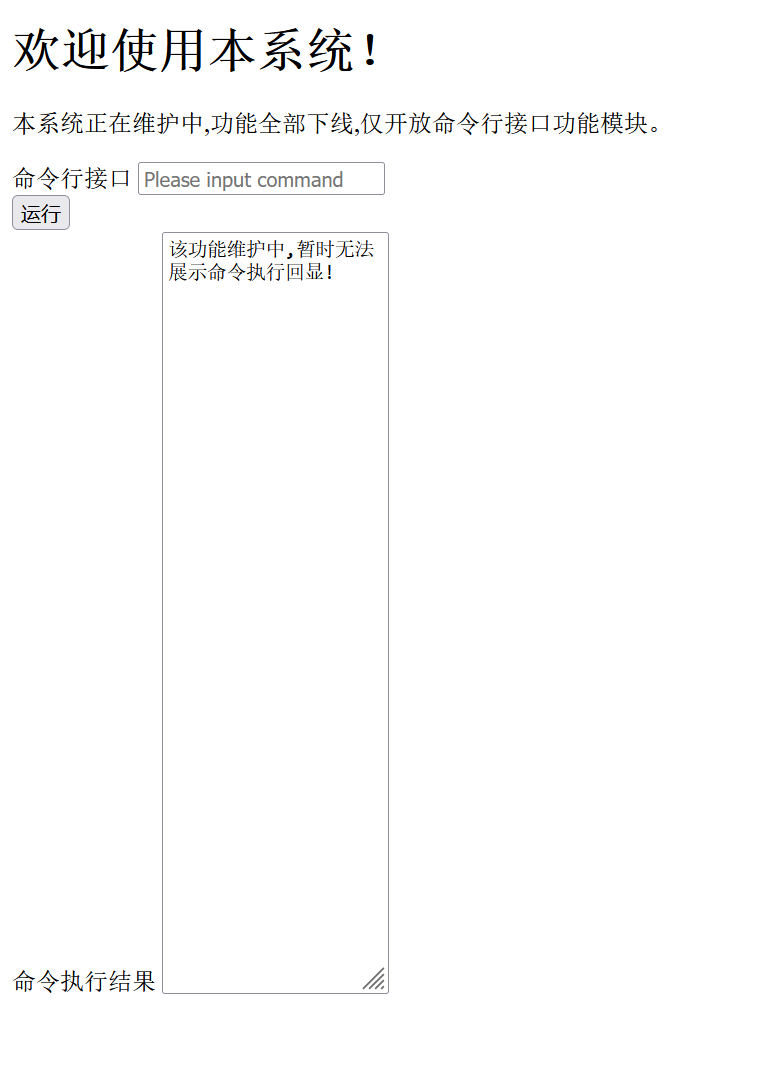 欢迎使用本系统!
本系统正在维护中,功能全部下线,仅开放命令行接口功能模块。
命令行接口 Please input command
运行
该功能维护中,暂时无法
展示命令执行回显!
命令执行结果